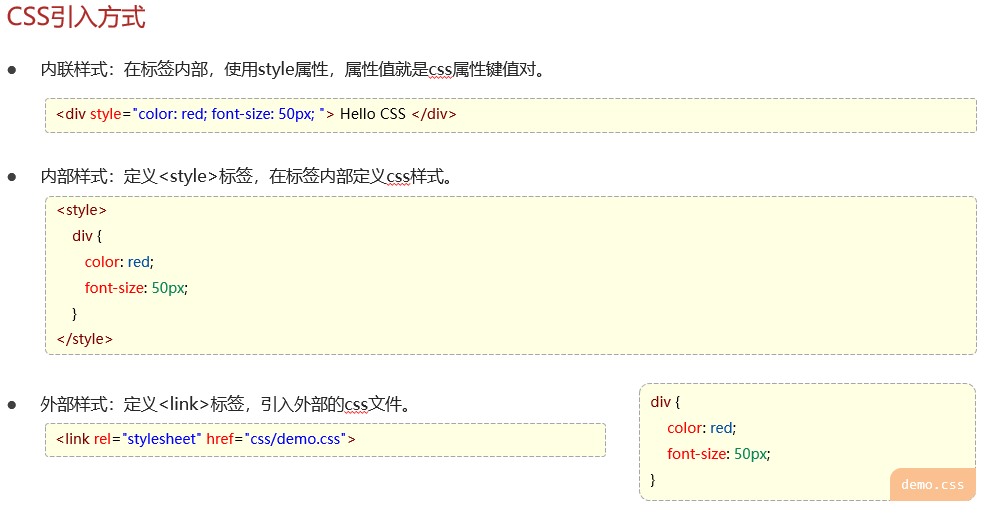 CSS引入方式
● 内联样式：在标签内部，使用style属性，属性值就是css属性键值对。
<div style="color: red; font-size: 50px; "> Hello CSS </div>
● 内部样式：定义<style>标签，在标签内部定义css样式。
<style>
div {
color: red;
font-size: 50px;
}
</style>
● 外部样式：定义<link>标签，引入外部的css文件。
<link rel="stylesheet" href="css/demo.css">
div {
color: red;
font-size: 50px;
}
demo.css